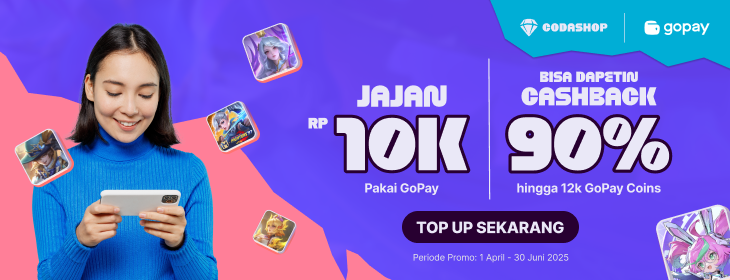 CODASHOP
gopay
JAJAN
RP 10K
Pakai GoPay
BISA DAPETIN
CASHBACK
90%
hingga 12k GoPay Coins
TOP UP SEKARANG
Periode Promo: 1 April - 30 Juni 2025